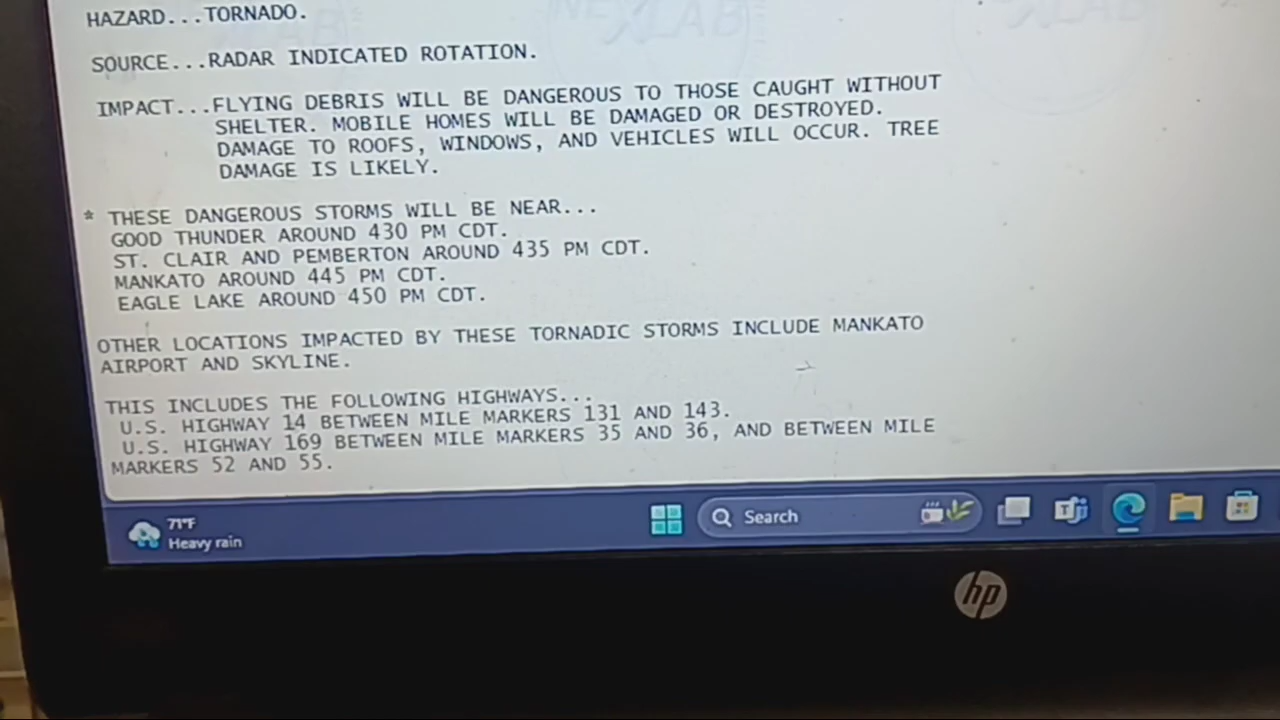 HAZARD...TORNADO.
SOURCE...RADAR INDICATED ROTATION.
IMPACT...FLYING DEBRIS WILL BE DANGEROUS TO THOSE CAUGHT WITHOUT
SHELTER. MOBILE HOMES WILL BE DAMAGED OR DESTROYED.
DAMAGE TO ROOFS, WINDOWS, AND VEHICLES WILL OCCUR. TREE
DAMAGE IS LIKELY.
* THESE DANGEROUS STORMS WILL BE NEAR...
GOOD THUNDER AROUND 430 PM CDT.
ST. CLAIR AND PEMBERTON AROUND 435 PM CDT.
MANKATO AROUND 445 PM CDT.
EAGLE LAKE AROUND 450 PM CDT.
OTHER LOCATIONS IMPACTED BY THESE TORNADIC STORMS INCLUDE MANKATO
AIRPORT AND SKYLINE.
THIS INCLUDES THE FOLLOWING HIGHWAYS...
U.S. HIGHWAY 14 BETWEEN MILE MARKERS 131 AND 143.
U.S. HIGHWAY 169 BETWEEN MILE MARKERS 35 AND 36, AND BETWEEN MILE
MARKERS 52 AND 55.
71°F
Heavy rain
Search
hp